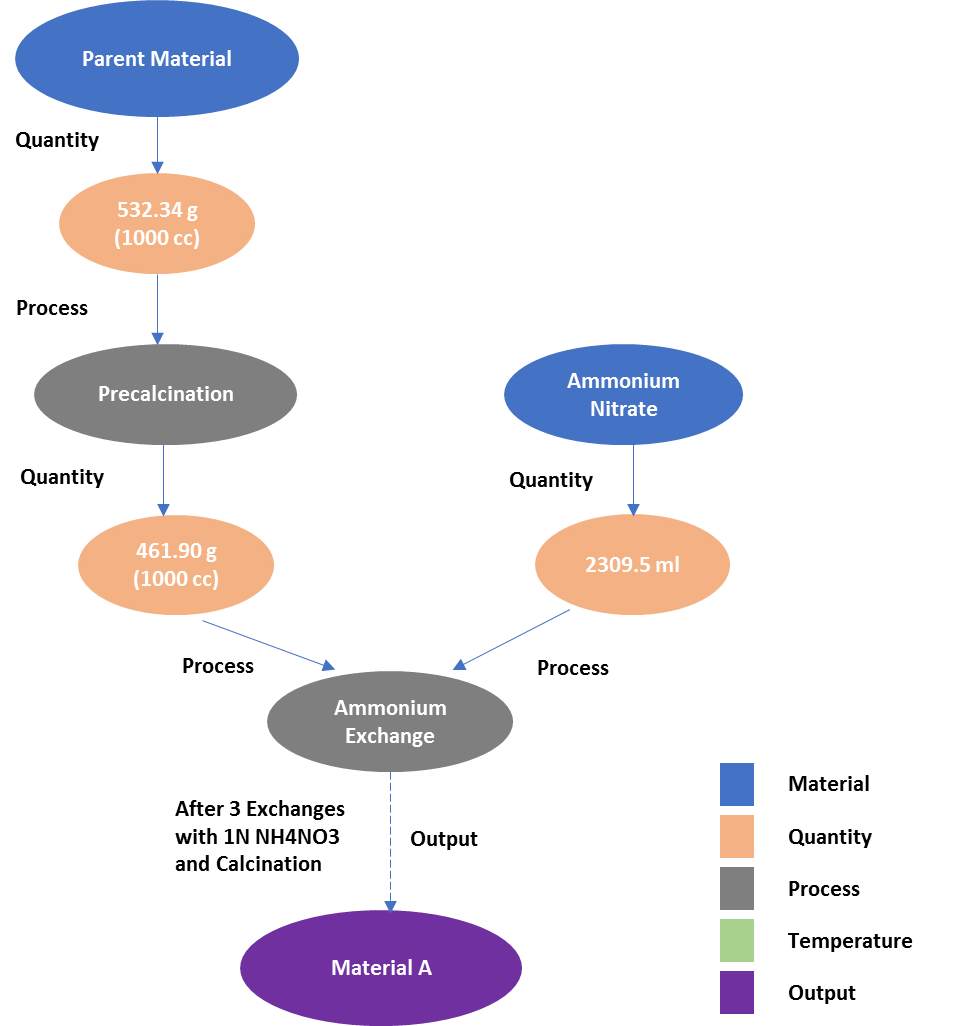 Parent Material
Quantity
532.34 g
(1000 cc)
Process
Precalcination
Ammonium
Nitrate
Quantity
Quantity
461.90 g
(1000 cc)
2309.5 ml
Process
Process
Ammonium
Exchange
After 3 Exchanges
with 1N NH4NO3
and Calcination
Output
Material A
Material
Quantity
Process
Temperature
Output